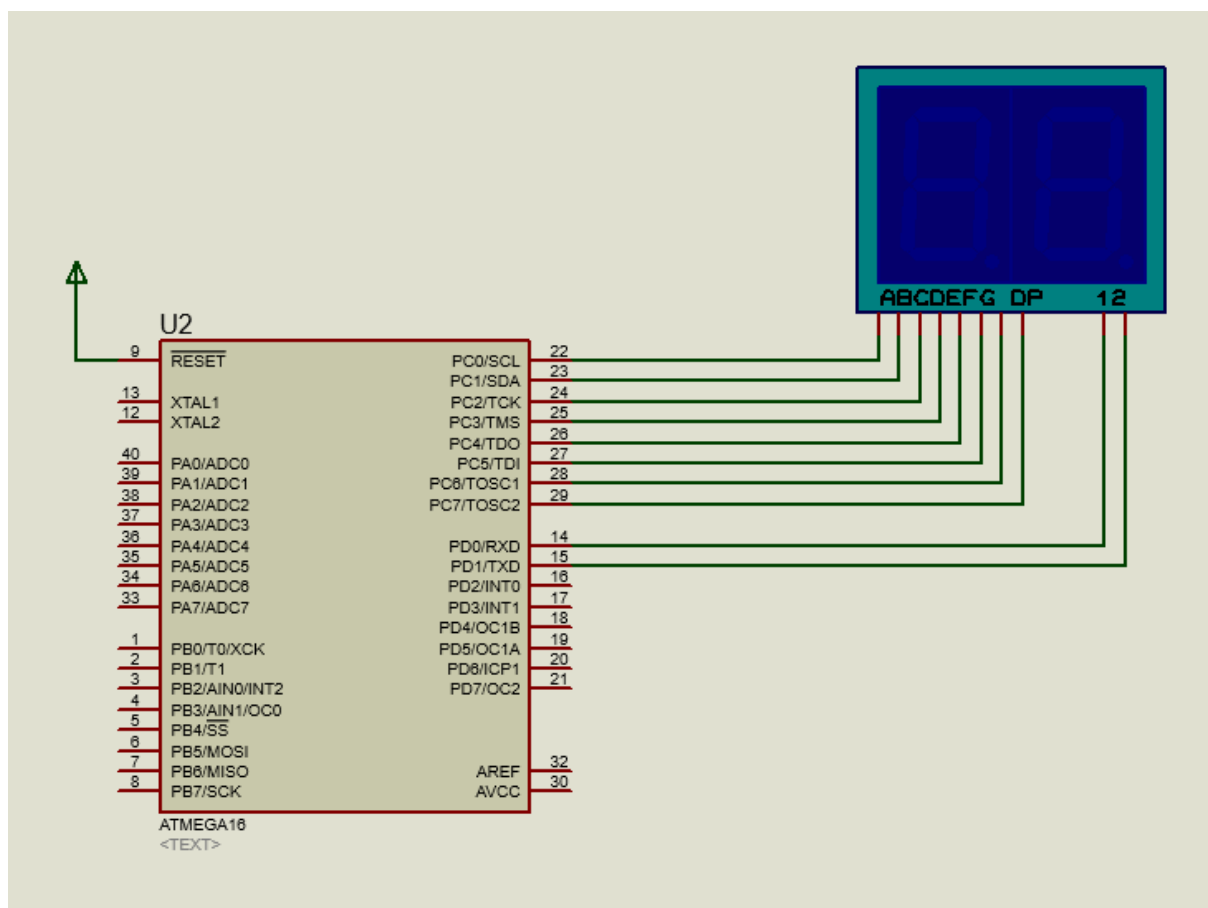 ABCDEFG DP 12
U2
9 RESET PC0/SCL 22
PC1/SDA 23
13 XTAL1 PC2/TCK 24
12 XTAL2 PC3/TMS 25
PC4/TDO 26
40 PA0/ADC0 PC5/TDI 27
39 PA1/ADC1 PC6/TOSC1 28
38 PA2/ADC2 PC7/TOSC2 29
37 PA3/ADC3
36 PA4/ADC4 PD0/RXD 14
35 PA5/ADC5 PD1/TXD 15
34 PA6/ADC6 PD2/INT0 16
33 PA7/ADC7 PD3/INT1 17
PD4/OC1B 18
1 PB0/T0/XCK PD5/OC1A 19
2 PB1/T1 PD6/ICP1 20
3 PB2/AIN0/INT2 PD7/OC2 21
4 PB3/AIN1/OC0
5 PB4/SS
6 PB5/MOSI
7 PB6/MISO AREF 32
8 PB7/SCK AVCC 30
ATMEGA16
<TEXT>